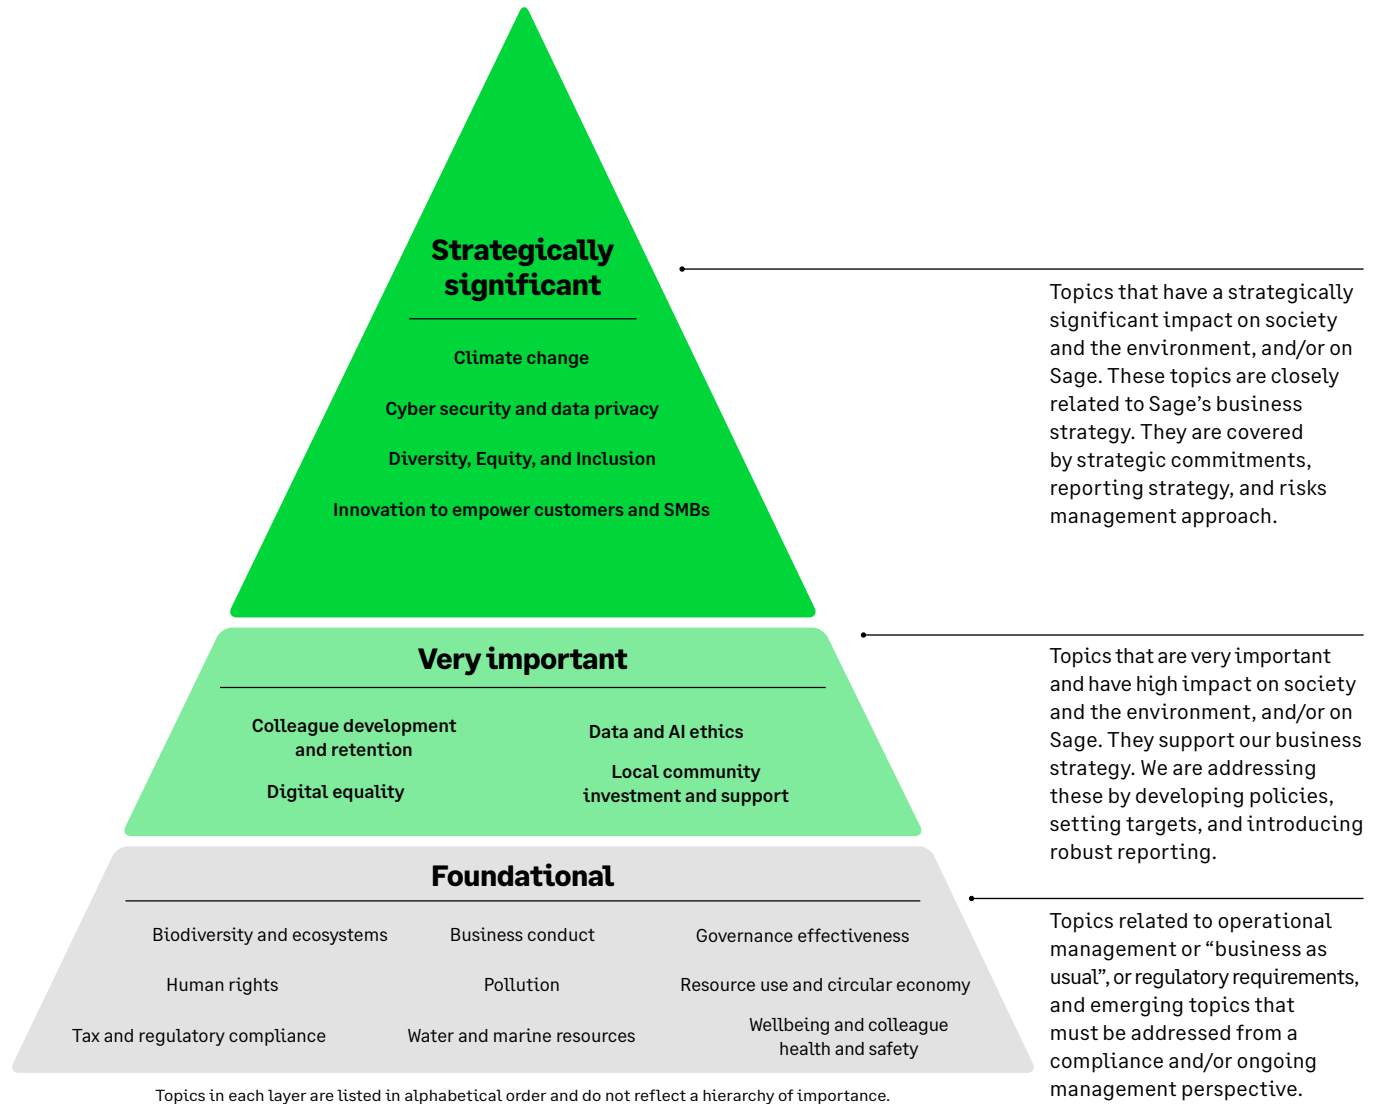 Strategically
significant
Climate change
Cyber security and data privacy
Diversity, Equity, and Inclusion
Innovation to empower customers and SMBs
Topics that have a strategically
significant impact on society
and the environment, and/or on
Sage. These topics are closely
related to Sage’s business
strategy. They are covered
by strategic commitments,
reporting strategy, and risks
management approach.
Very important
Colleague development
and retention
Data and AI ethics
Digital equality
Local community
investment and support
Topics that are very important
and have high impact on society
and the environment, and/or on
Sage. They support our business
strategy. We are addressing
these by developing policies,
setting targets, and introducing
robust reporting.
Foundational
Biodiversity and ecosystems
Business conduct
Governance effectiveness
Human rights
Pollution
Resource use and circular economy
Tax and regulatory compliance
Water and marine resources
Wellbeing and colleague
health and safety
Topics related to operational
management or “business as
usual”, or regulatory requirements,
and emerging topics that
must be addressed from a
compliance and/or ongoing
management perspective.
Topics in each layer are listed in alphabetical order and do not reflect a hierarchy of importance.